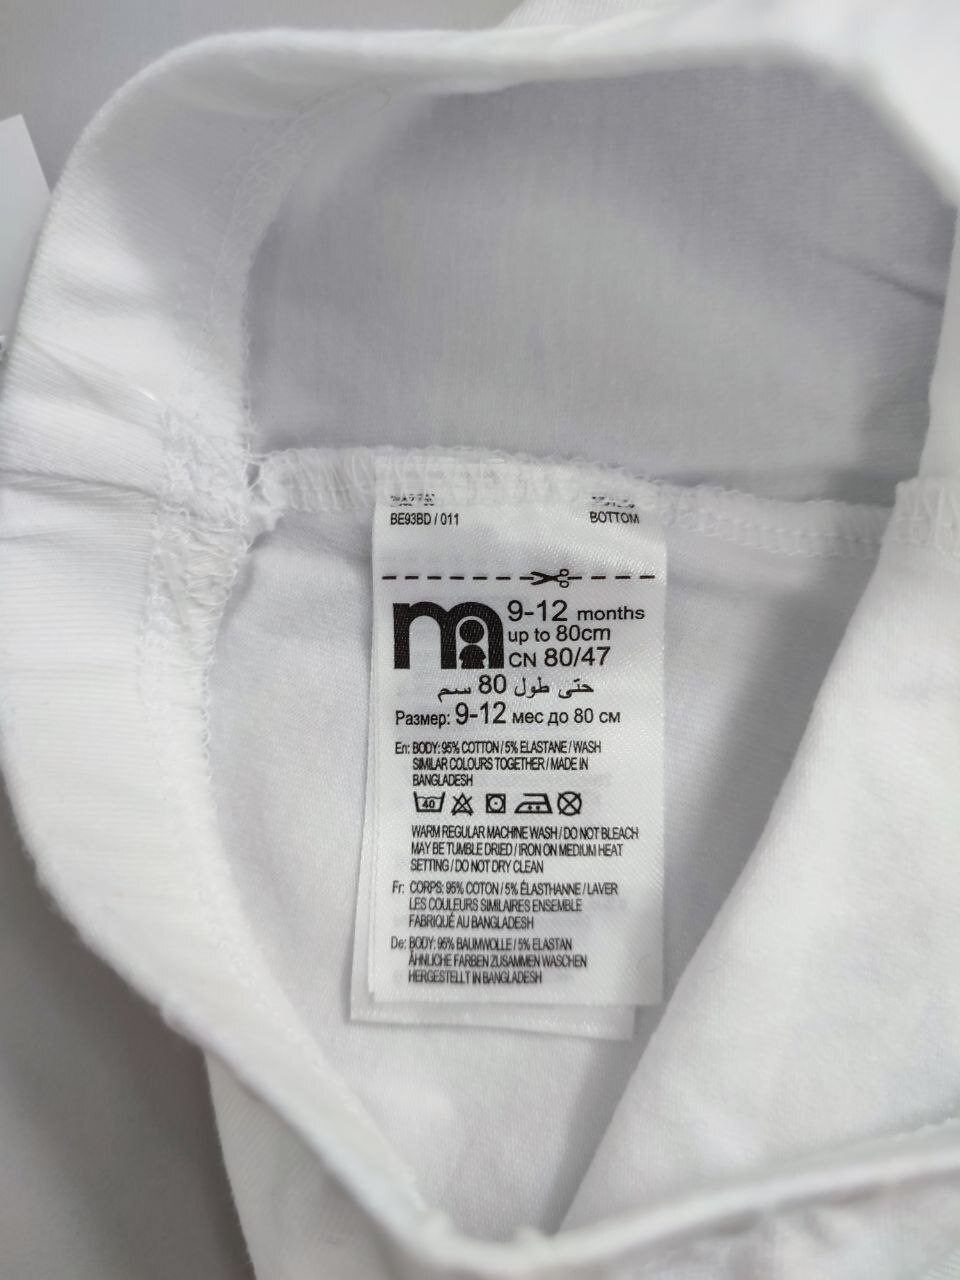 BE93BD / 011 BOTTOM
9-12 months
up to 80cm
CN 80/47
حتى طول 80 سم
Размер: 9-12 мес до 80 см
En: BODY: 95% COTTON / 5% ELASTANE / WASH
SIMILAR COLOURS TOGETHER / MADE IN
BANGLADESH
40
WARM REGULAR MACHINE WASH / DO NOT BLEACH
MAY BE TUMBLE DRIED / IRON ON MEDIUM HEAT
SETTING / DO NOT DRY CLEAN
Fr: CORPS: 95% COTON / 5% ÉLASTHANNE / LAVER
LES COULEURS SIMILAIRES ENSEMBLE
FABRIQUÉ AU BANGLADESH
De: BODY: 95% BAUMWOLLE / 5% ELASTAN
ÄHNLICHE FARBEN ZUSAMMEN WASCHEN
HERGESTELLT IN BANGLADESH